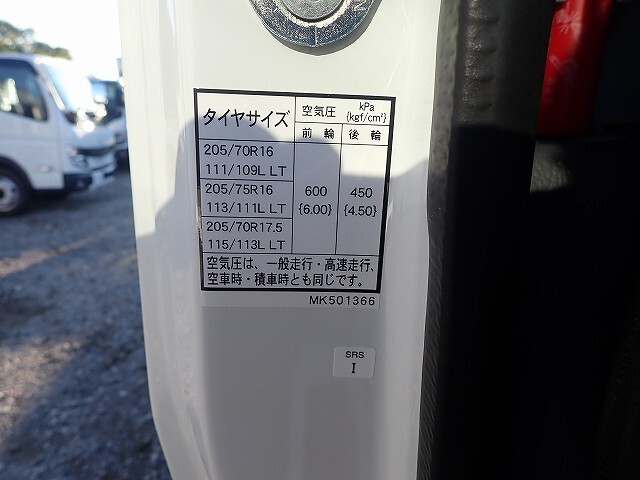 タイヤサイズ 空気圧 kPa {kgf/cm²}
前輪 後輪
205/70R16
111/109L LT
205/75R16 600 450
113/111L LT {6.00} {4.50}
205/70R17.5
115/113L LT
空気圧は、一般走行・高速走行、
空車時・積車時とも同じです。
MK501366
SRS
I